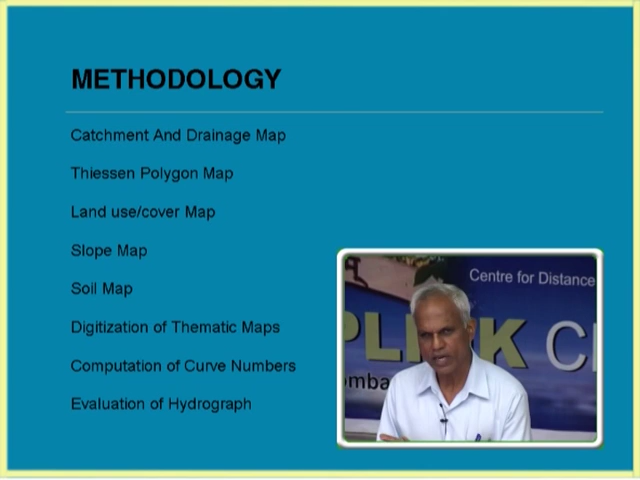 METHODOLOGY
Catchment And Drainage Map
Thiessen Polygon Map
Land use/cover Map
Slope Map
Soil Map
Digitization of Thematic Maps
Computation of Curve Numbers
Evaluation of Hydrograph
Centre for Distance